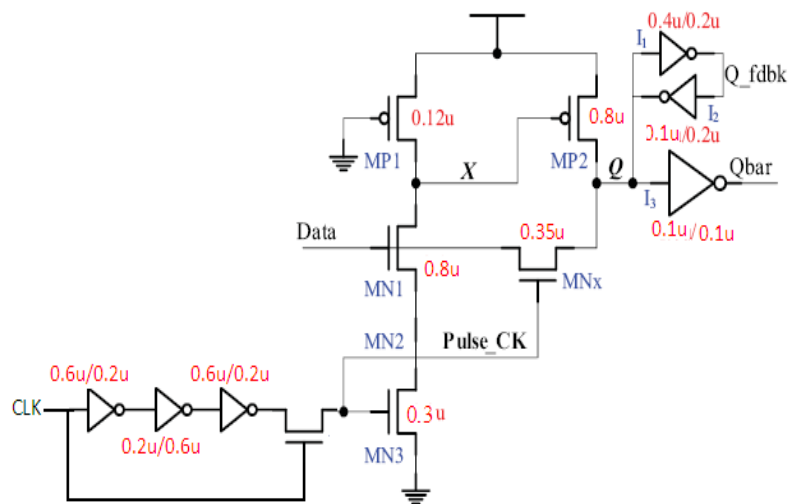 0.4u/0.2u
I1
Q_fdbk
I2
0.1u/0.2u
0.12u
MP1
X
0.8u
MP2
Q
I3
Qbar
0.1u/0.1u
Data
0.8u
MN1
0.35u
MNx
MN2
Pulse_CK
0.6u/0.2u
0.6u/0.2u
CLK
0.2u/0.6u
0.3u
MN3